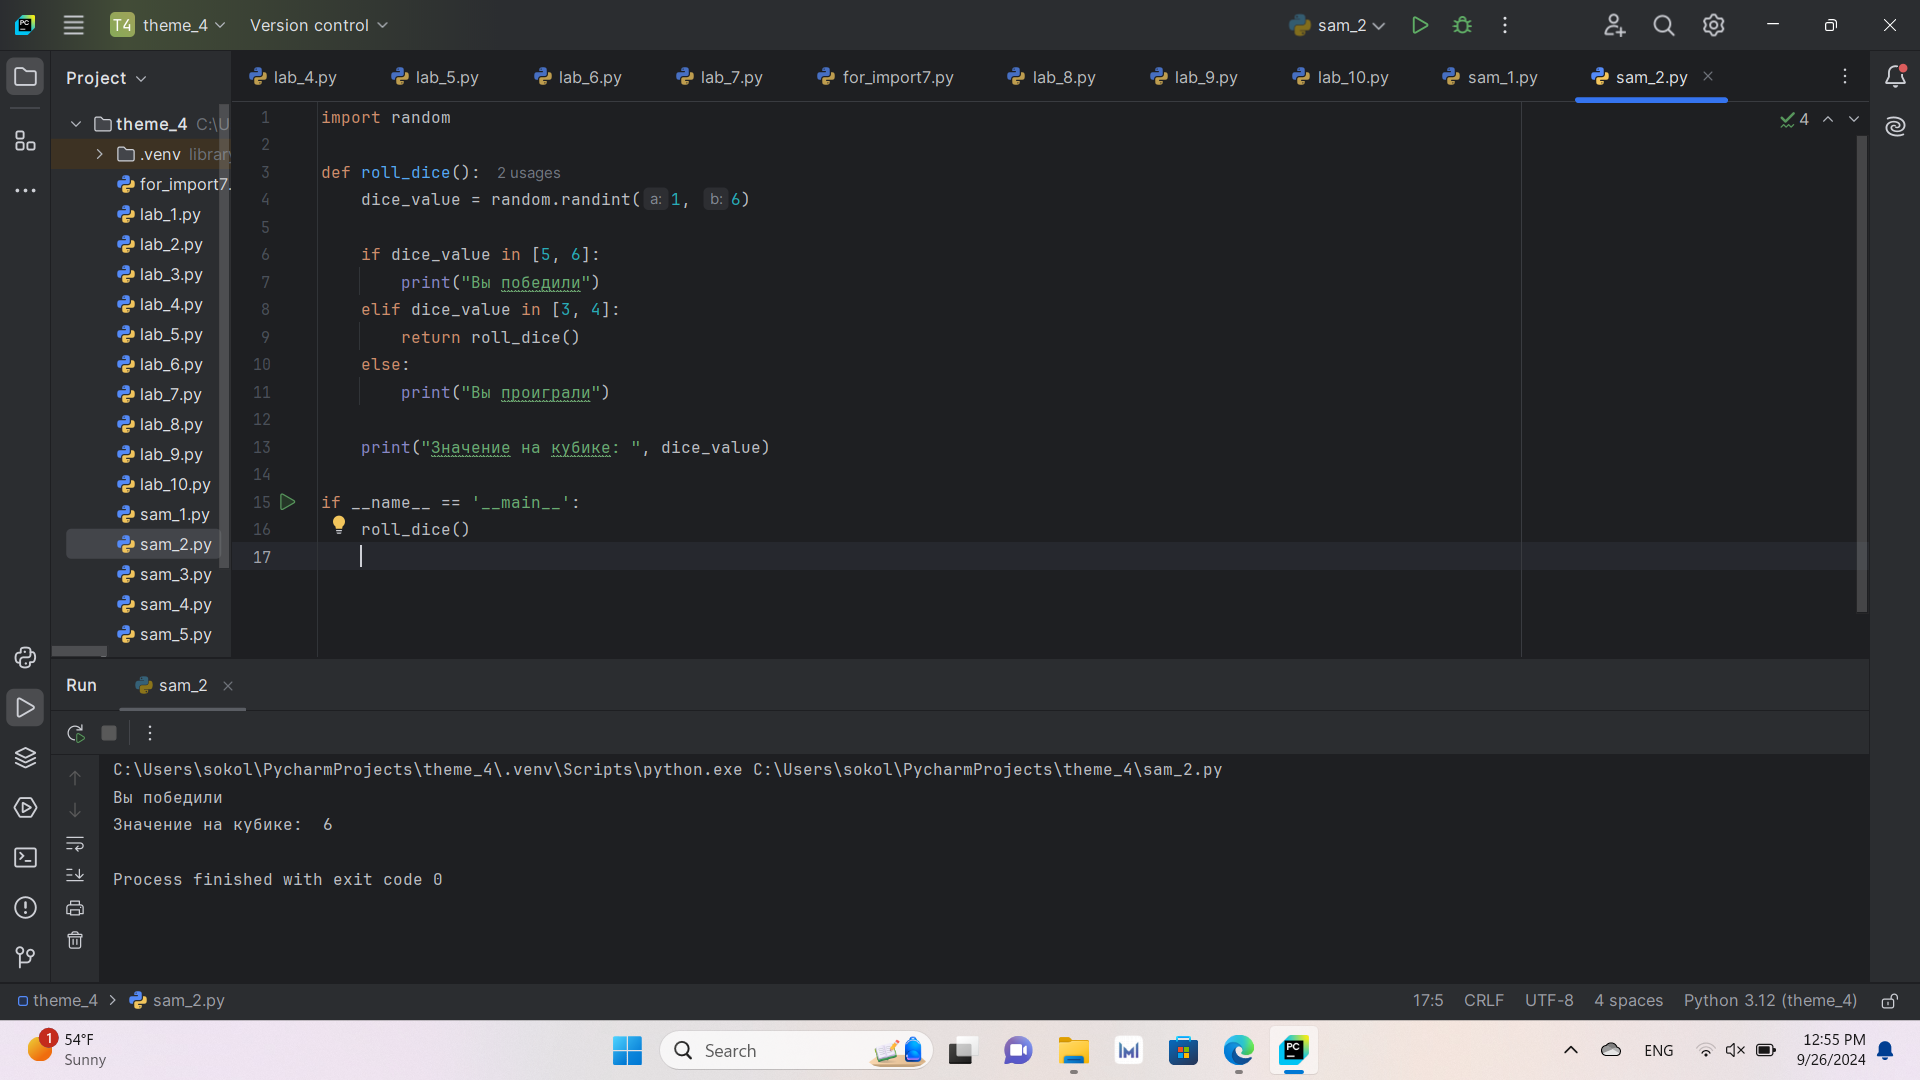 PC
T4 theme_4 Version control sam_2
Project
lab_4.py lab_5.py lab_6.py lab_7.py for_import7.py lab_8.py lab_9.py lab_10.py sam_1.py sam_2.py
theme_4 C:\U
.venv library
for_import7.
lab_1.py
lab_2.py
lab_3.py
lab_4.py
lab_5.py
lab_6.py
lab_7.py
lab_8.py
lab_9.py
lab_10.py
sam_1.py
sam_2.py
sam_3.py
sam_4.py
sam_5.py
4
1 import random
2
3 def roll_dice(): 2 usages
4 dice_value = random.randint( a: 1, b: 6)
5
6 if dice_value in [5, 6]:
7 print("Вы победили")
8 elif dice_value in [3, 4]:
9 return roll_dice()
10 else:
11 print("Вы проиграли")
12
13 print("Значение на кубике: ", dice_value)
14
15 if __name__ == '__main__':
16 roll_dice()
17
Run sam_2
C:\Users\sokol\PycharmProjects\theme_4\.venv\Scripts\python.exe C:\Users\sokol\PycharmProjects\theme_4\sam_2.py
Вы победили
Значение на кубике:  6
Process finished with exit code 0
theme_4 sam_2.py 17:5 CRLF UTF-8 4 spaces Python 3.12 (theme_4)
1 54°F
Sunny
Search
PC
ENG
12:55 PM
9/26/2024